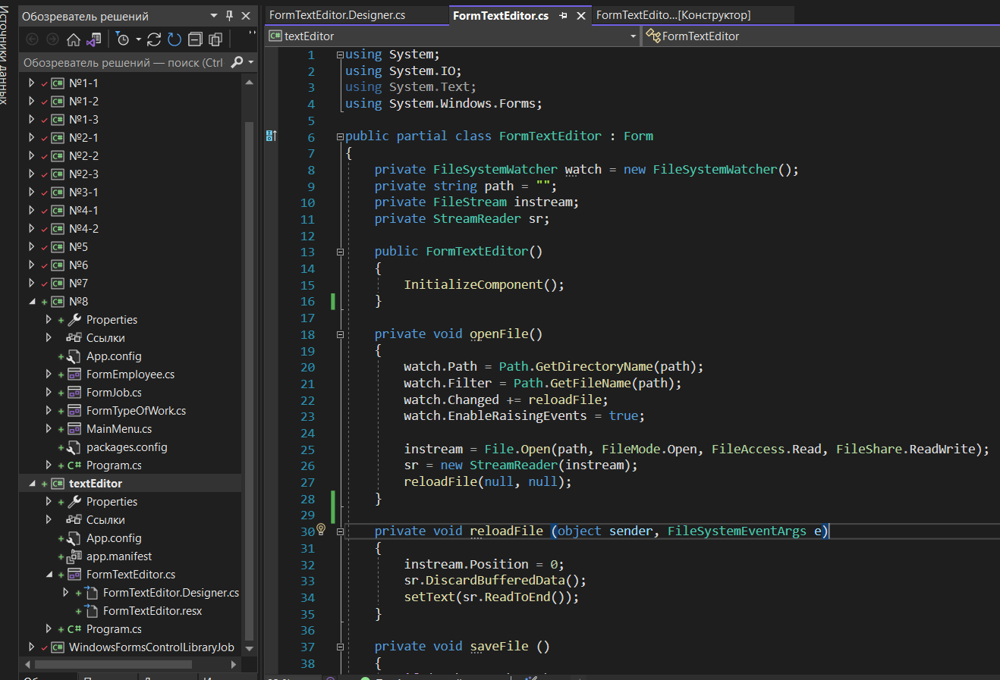 Источники данных
Обозреватель решений
Обозреватель решений — поиск (Ctrl
№1-1
№1-2
№1-3
№2-1
№2-2
№2-3
№3-1
№4-1
№4-2
№5
№6
№7
№8
Properties
Ссылки
App.config
FormEmployee.cs
FormJob.cs
FormTypeOfWork.cs
MainMenu.cs
packages.config
C# Program.cs
textEditor
Properties
Ссылки
App.config
app.manifest
FormTextEditor.cs
FormTextEditor.Designer.cs
FormTextEditor.resx
C# Program.cs
WindowsFormsControlLibraryJob
FormTextEditor.Designer.cs
FormTextEditor.cs
FormTextEdito...[Конструктор]
C# textEditor
FormTextEditor
1 using System;
2 using System.IO;
3 using System.Text;
4 using System.Windows.Forms;
5
6 public partial class FormTextEditor : Form
7 {
8 private FileSystemWatcher watch = new FileSystemWatcher();
9 private string path = "";
10 private FileStream instream;
11 private StreamReader sr;
12
13 public FormTextEditor()
14 {
15 InitializeComponent();
16 }
17
18 private void openFile()
19 {
20 watch.Path = Path.GetDirectoryName(path);
21 watch.Filter = Path.GetFileName(path);
22 watch.Changed += reloadFile;
23 watch.EnableRaisingEvents = true;
24
25 instream = File.Open(path, FileMode.Open, FileAccess.Read, FileShare.ReadWrite);
26 sr = new StreamReader(instream);
27 reloadFile(null, null);
28 }
29
30 private void reloadFile (object sender, FileSystemEventArgs e)
31 {
32 instream.Position = 0;
33 sr.DiscardBufferedData();
34 setText(sr.ReadToEnd());
35 }
36
37 private void saveFile ()
38 {